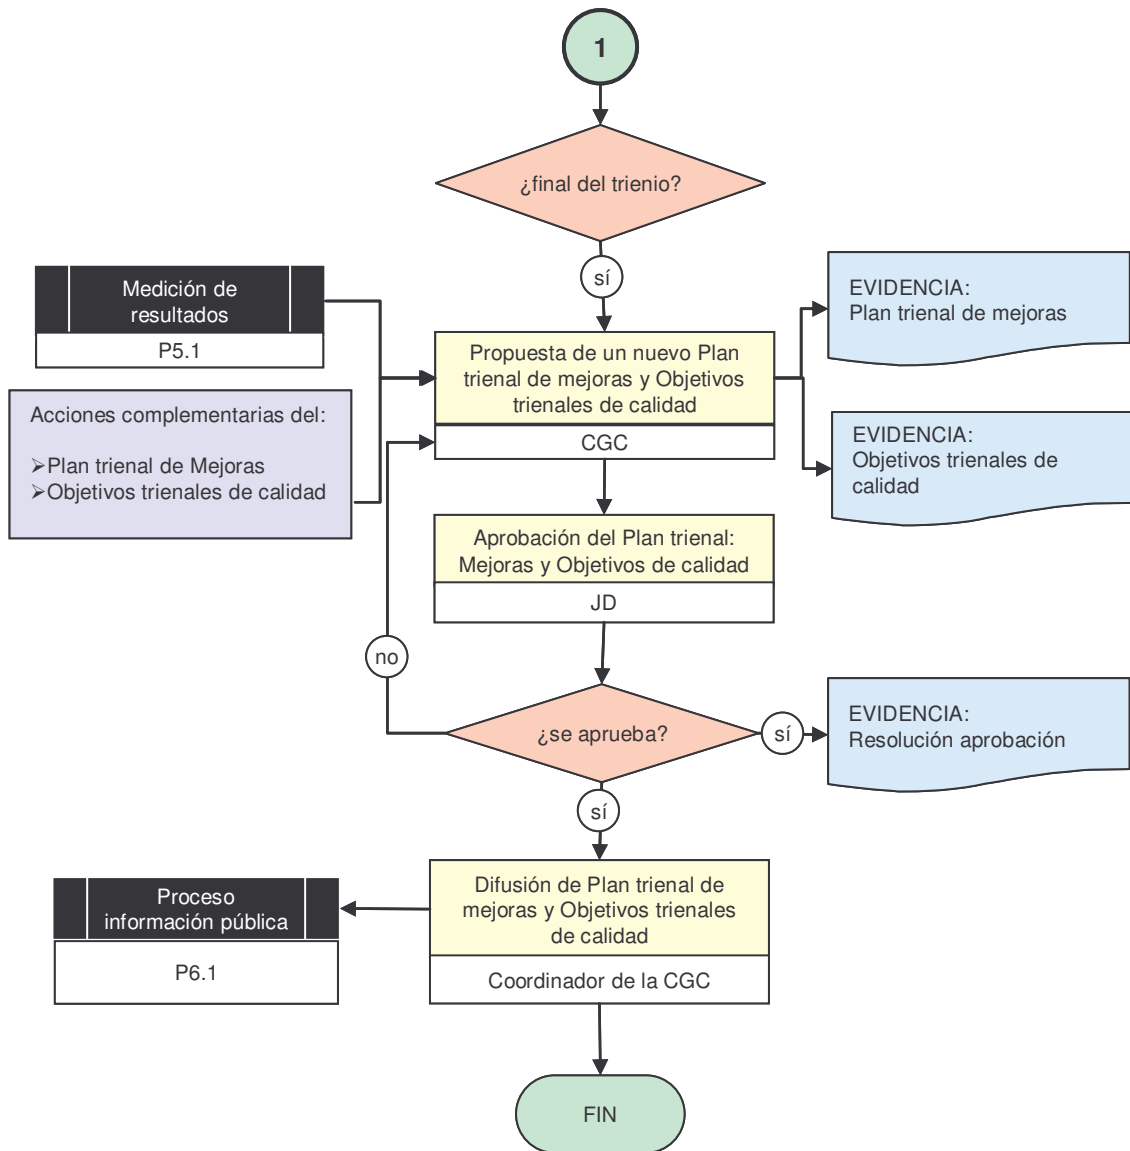 1
¿final del trienio?
sí
Medición de
resultados
P5.1
Acciones complementarias del:
➢Plan trienal de Mejoras
➢Objetivos trienales de calidad
Propuesta de un nuevo Plan
trienal de mejoras y Objetivos
trienales de calidad
CGC
EVIDENCIA:
Plan trienal de mejoras
EVIDENCIA:
Objetivos trienales de
calidad
Aprobación del Plan trienal:
Mejoras y Objetivos de calidad
JD
no
¿se aprueba?
sí
EVIDENCIA:
Resolución aprobación
sí
Difusión de Plan trienal de
mejoras y Objetivos trienales
de calidad
Coordinador de la CGC
Proceso
información pública
P6.1
FIN